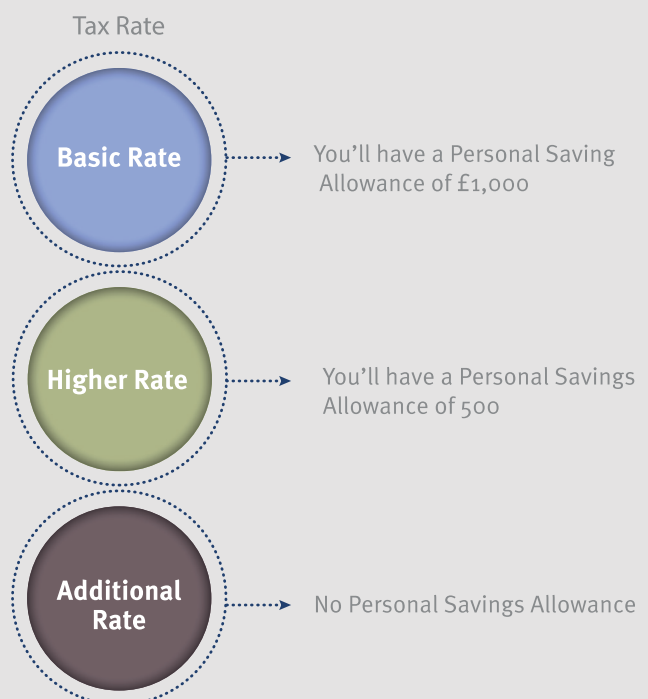 Tax Rate
Basic Rate
You'll have a Personal Saving
Allowance of £1,000
Higher Rate
You'll have a Personal Savings
Allowance of 500
Additional
Rate
No Personal Savings Allowance